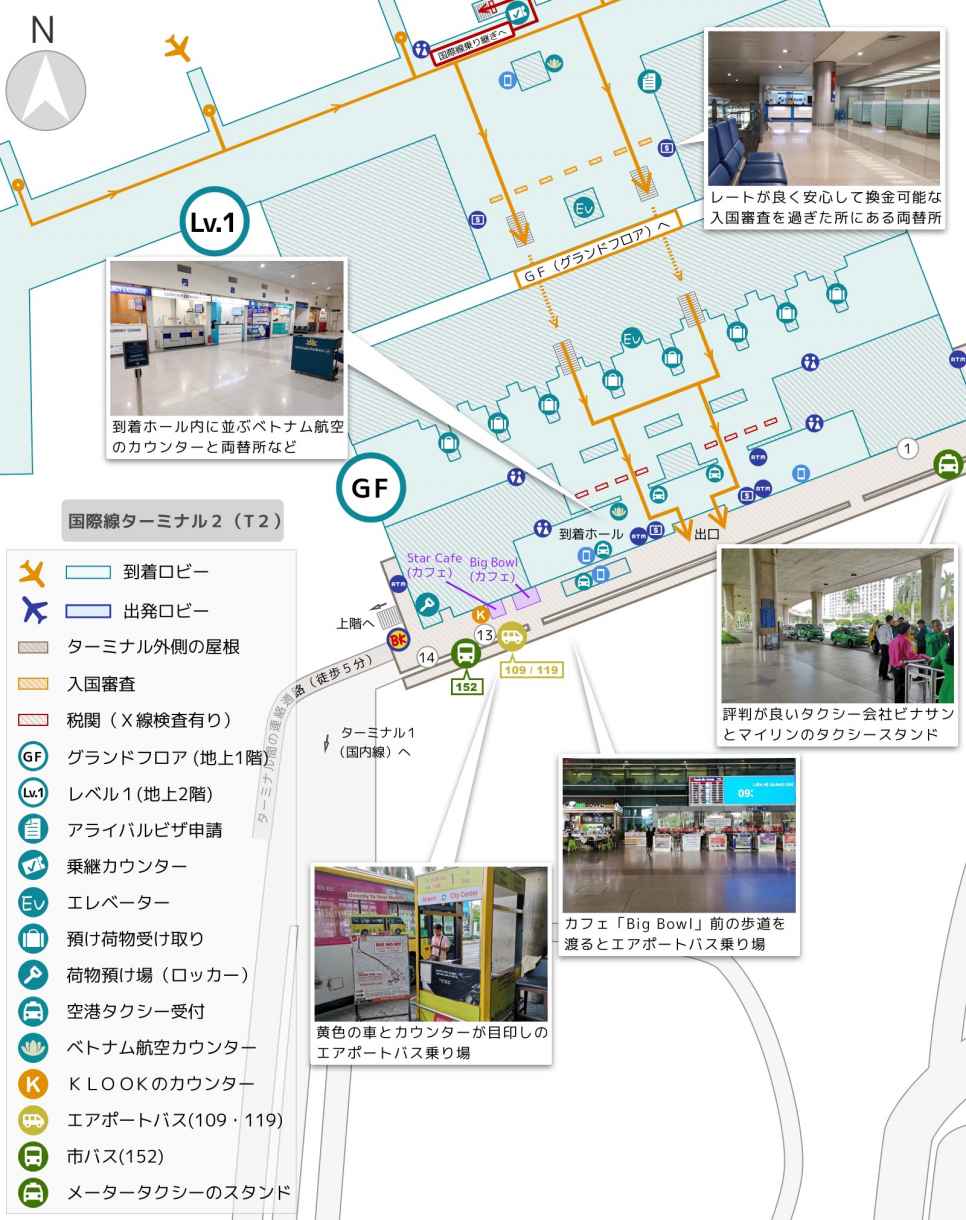 N
国際線乗り継ぎへ
レートが良く安心して換金可能な
入国審査を過ぎた所にある両替所
Lv.1
Ev
GF（グランドフロア）へ
到着ホール内に並ぶベトナム航空
のカウンターと両替所など
Ev
ATM
1
GF
ATM
ATM
到着ホール
ATM
出口
Star Cafe
(カフェ)
Big Bowl
(カフェ)
ATM
上階へ
K
BK
13
14
152
109 / 119
ターミナル間の連絡通路（徒歩５分）
ターミナル１
（国内線）へ
評判が良いタクシー会社ビナサン
とマイリンのタクシースタンド
09:
カフェ「Big Bowl」前の歩道を
渡るとエアポートバス乗り場
City Center
黄色の車とカウンターが目印しの
エアポートバス乗り場
国際線ターミナル２（T２）
到着ロビー
出発ロビー
ターミナル外側の屋根
入国審査
税関（Ｘ線検査有り）
GF グランドフロア (地上1階)
Lv.1 レベル１(地上2階)
アライバルビザ申請
乗継カウンター
Ev エレベーター
預け荷物受け取り
荷物預け場（ロッカー）
空港タクシー受付
ベトナム航空カウンター
K ＫＬＯＯＫのカウンター
エアポートバス(109・119)
市バス(152)
メータータクシーのスタンド